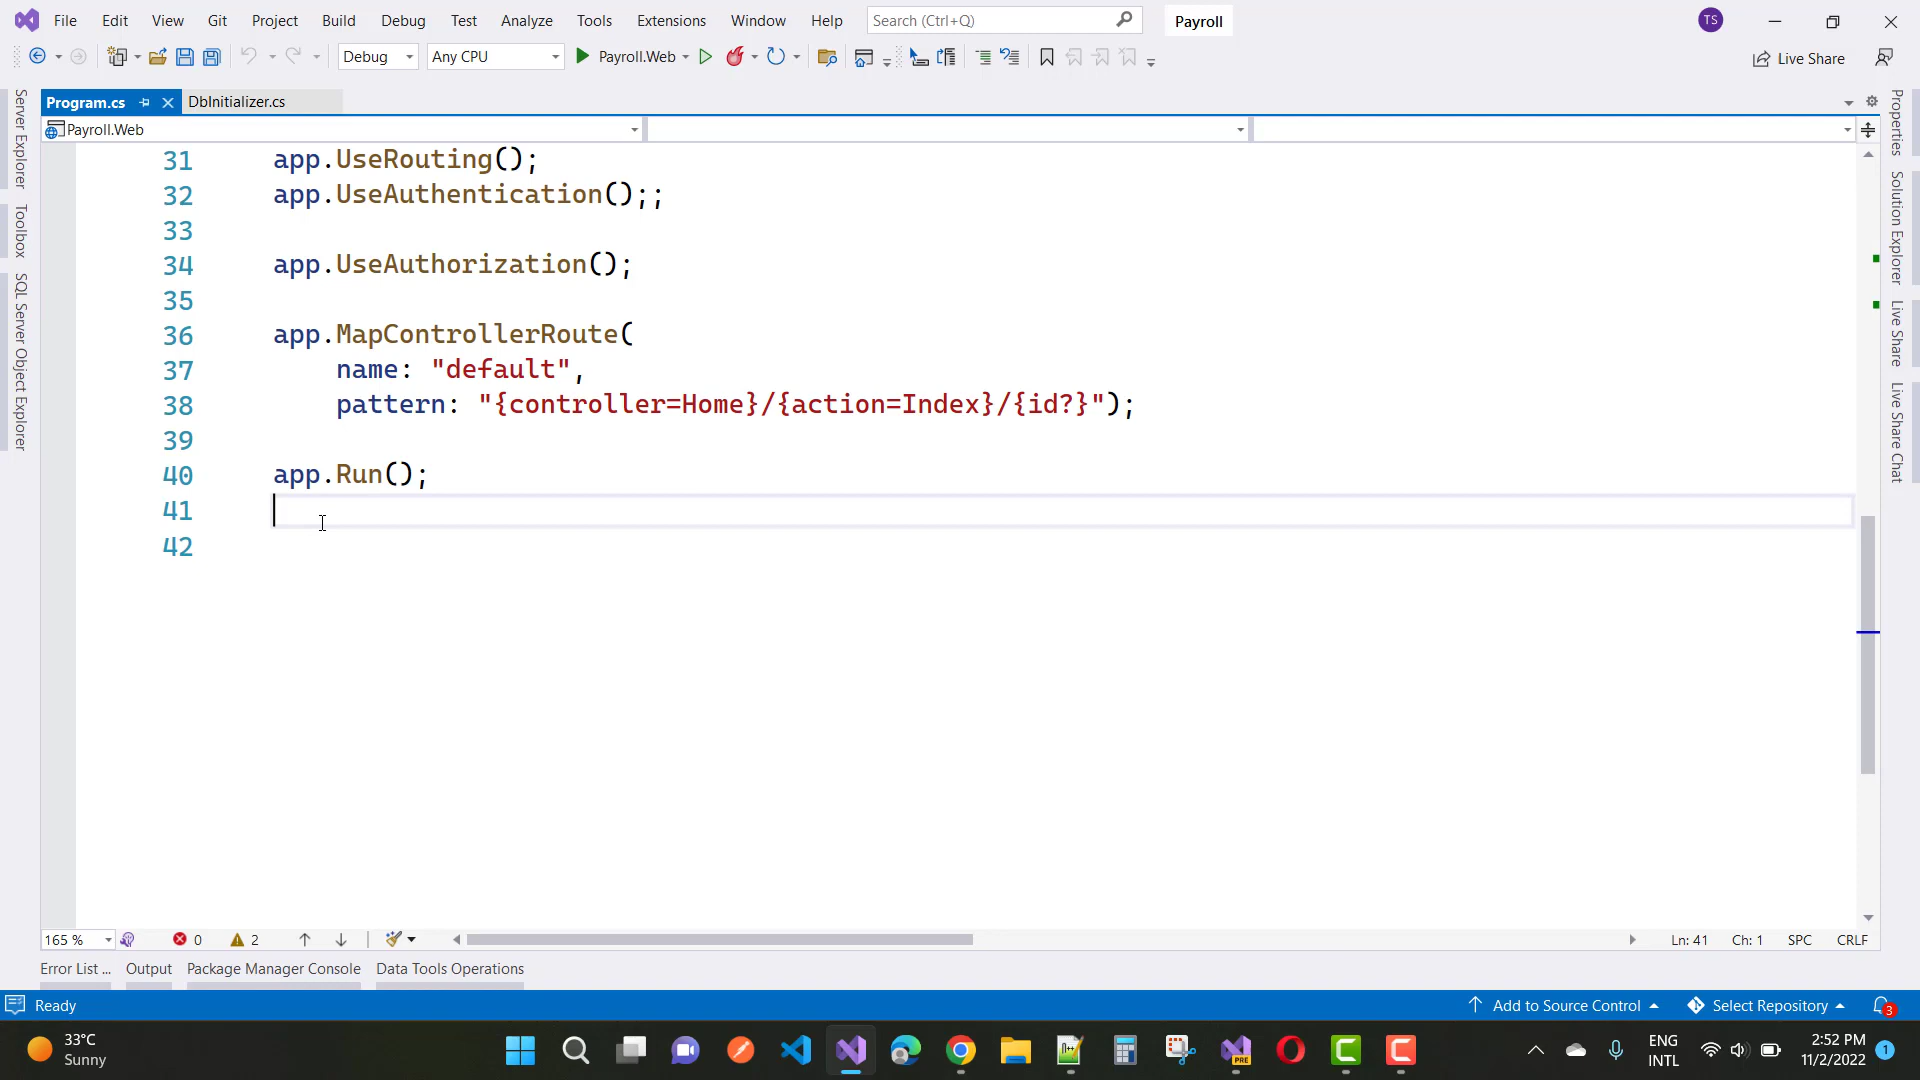 File Edit View Git Project Build Debug Test Analyze Tools Extensions Window Help Search (Ctrl+Q) Payroll TS
Debug Any CPU Payroll.Web Live Share
Program.cs DbInitializer.cs
Payroll.Web
Server Explorer
Toolbox
SQL Server Object Explorer
31 app.UseRouting();
32 app.UseAuthentication();;
33
34 app.UseAuthorization();
35
36 app.MapControllerRoute(
37 name: "default",
38 pattern: "{controller=Home}/{action=Index}/{id?}");
39
40 app.Run();
41
42
Properties
Solution Explorer
Live Share
Live Share Chat
165 % 0 2 Ln: 41 Ch: 1 SPC CRLF
Error List ... Output Package Manager Console Data Tools Operations
Ready Add to Source Control Select Repository 3
33°C
Sunny
PRE
ENG
INTL
2:52 PM
11/2/2022
1